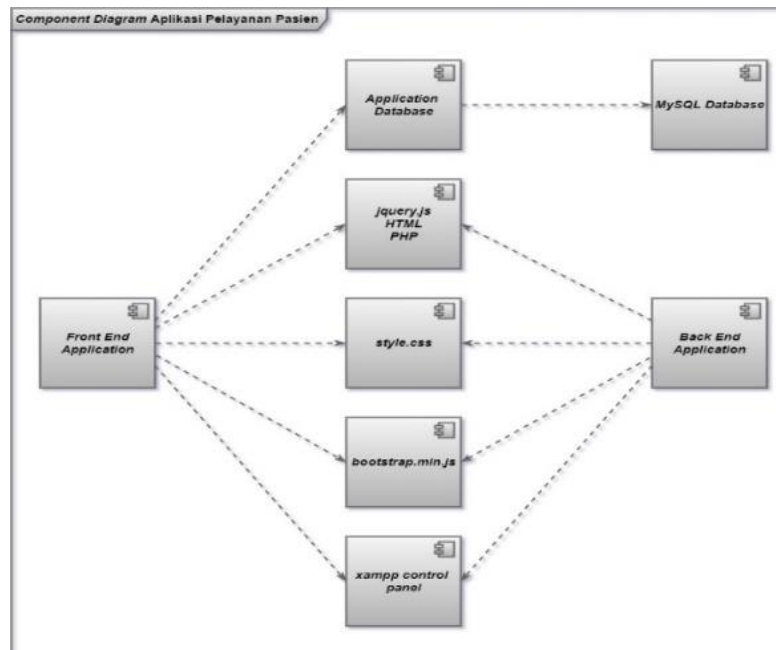 Component Diagram Aplikasi Pelayanan Pasien
Application
Database
MySQL Database
jquery.js
HTML
PHP
Front End
Application
style.css
Back End
Application
bootstrap.min.js
xampp control
panel